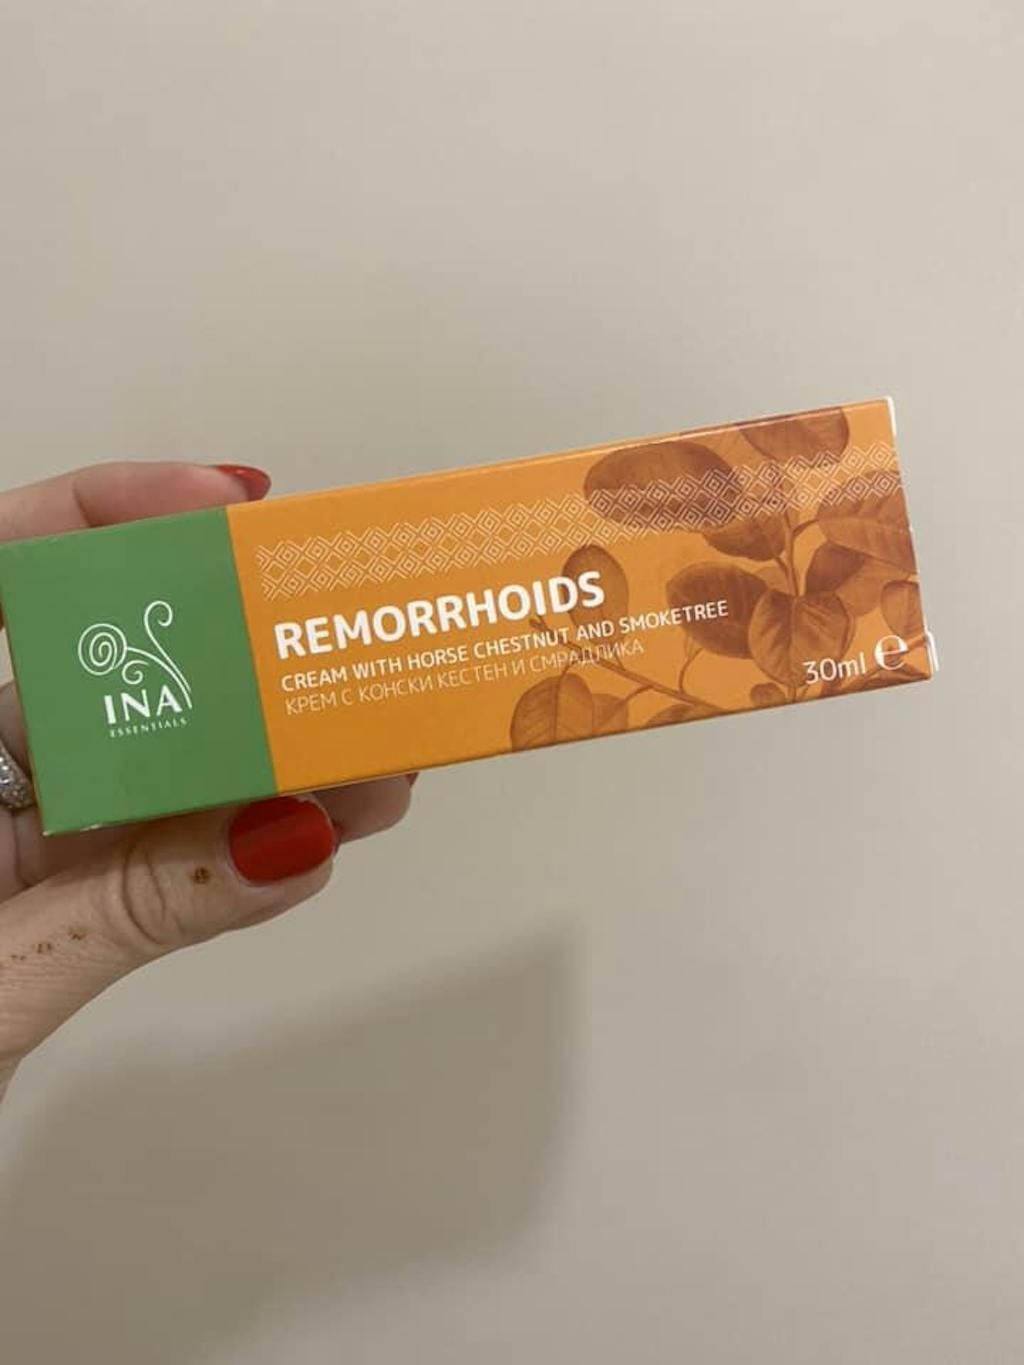 INA
ESSENTIALS
REMORRHOIDS
CREAM WITH HORSE CHESTNUT AND SMOKETREE
КРЕМ С КОНСКИ КЕСТЕН И СМРАДЛИКА
30ml ℮